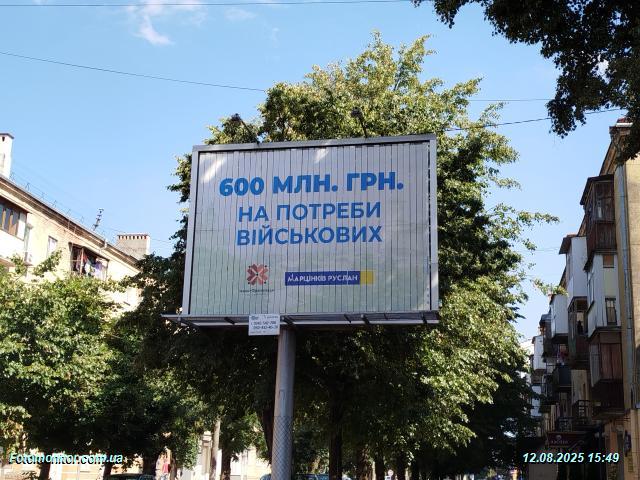 600 МЛН. ГРН.
НА ПОТРЕБИ
ВІЙСЬКОВИХ
МАРЦІНКІВ РУСЛАН
Fotomonitor.com.ua
12.08.2025 15:49